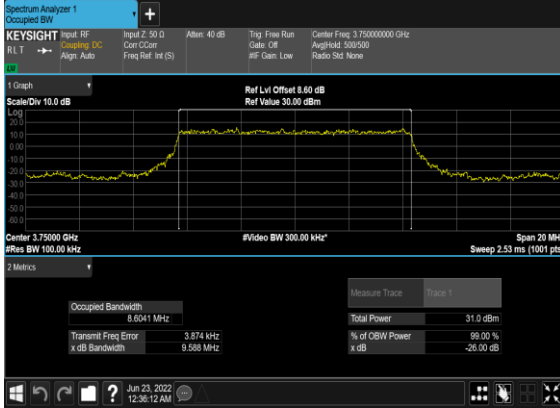 Spectrum Analyzer 1
Occupied BW
+
KEYSIGHT
Input: RF
Coupling: DC
Align: Auto
Input Z: 50 Ω
Corr CCorr
Freq Ref: Int (S)
Atten: 40 dB
Trig: Free Run
Gate: Off
#IF Gain: Low
Center Freq: 3.750000000 GHz
Avg|Hold: 500/500
Radio Std: None
R L T
1 Graph
Scale/Div 10.0 dB
Ref Lvl Offset 8.60 dB
Ref Value 30.00 dBm
Log
20.0
10.0
0.00
-10.0
-20.0
-30.0
-40.0
-50.0
-60.0
Center 3.75000 GHz
#Res BW 100.00 kHz
#Video BW 300.00 kHz*
Span 20 MH
Sweep 2.53 ms (1001 pts
2 Metrics
Measure Trace
Trace 1
Occupied Bandwidth
8.6041 MHz
Total Power
31.0 dBm
Transmit Freq Error
3.874 kHz
% of OBW Power
99.00 %
x dB Bandwidth
9.588 MHz
x dB
-26.00 dB
?
Jun 23, 2022
12:36:12 AM